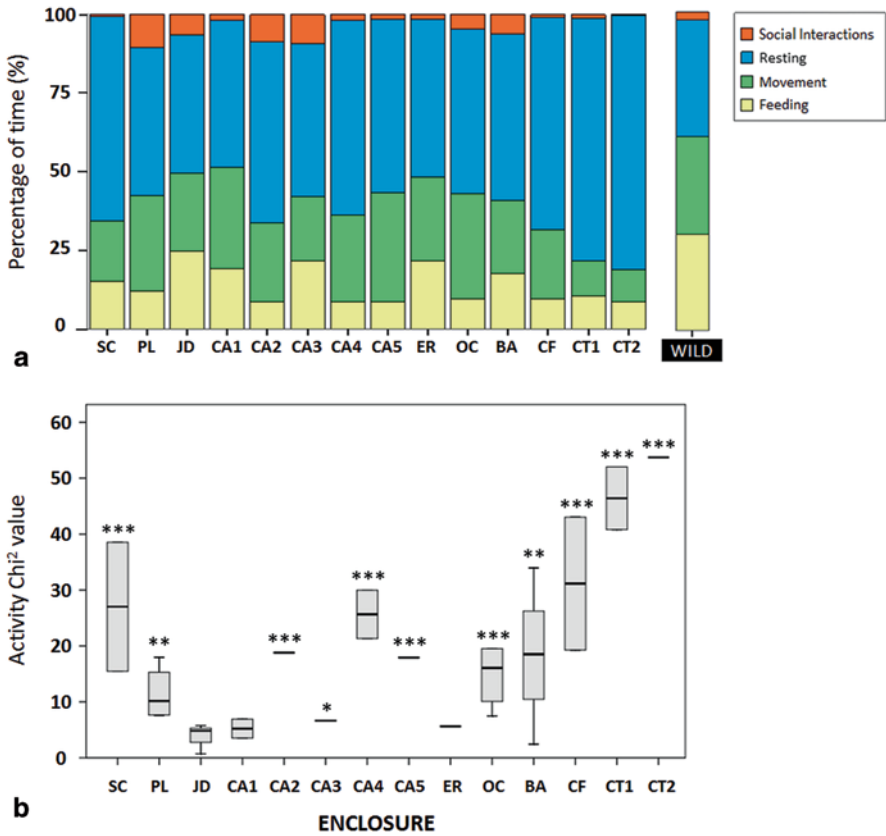 Percentage of time (%)
100
75
50
25
0
Social Interactions
Resting
Movement
Feeding
SC PL JD CA1 CA2 CA3 CA4 CA5 ER OC BA CF CT1 CT2 WILD
a
Activity Chi² value
60
50
40
30
20
10
0
*** ** *** * *** *** *** ** *** *** ***
SC PL JD CA1 CA2 CA3 CA4 CA5 ER OC BA CF CT1 CT2
b
ENCLOSURE